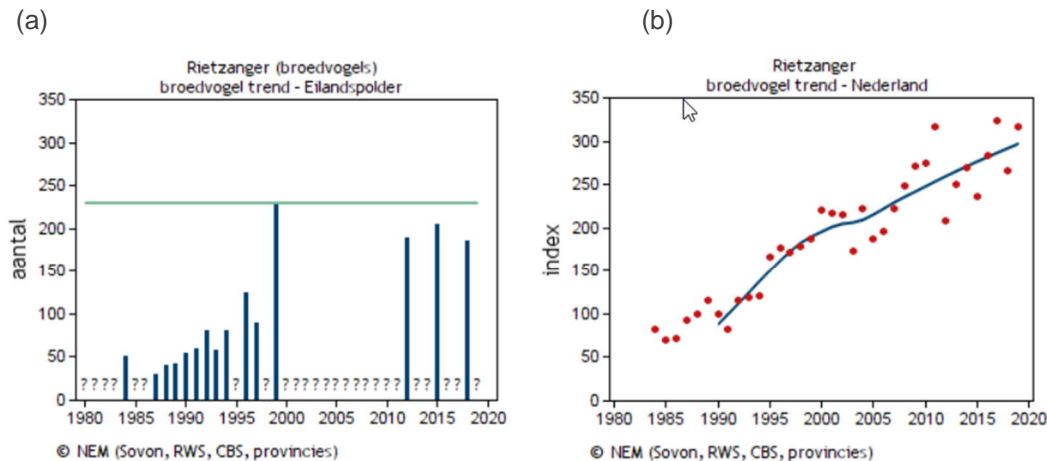 (a)
Rietzanger (broedvogels)
broedvogel trend - Eilandspolder
aantal
350
300
250
200
150
100
50
0
? ? ? ? ? ? ? ? ? ? ? ? ? ? ? ? ? ? ? ? ? ? ? ?
1980 1985 1990 1995 2000 2005 2010 2015 2020
© NEM (Sovon, RWS, CBS, provincies)
(b)
Rietzanger
broedvogel trend - Nederland
index
350
300
250
200
150
100
50
0
1980 1985 1990 1995 2000 2005 2010 2015 2020
© NEM (Sovon, RWS, CBS, provincies)